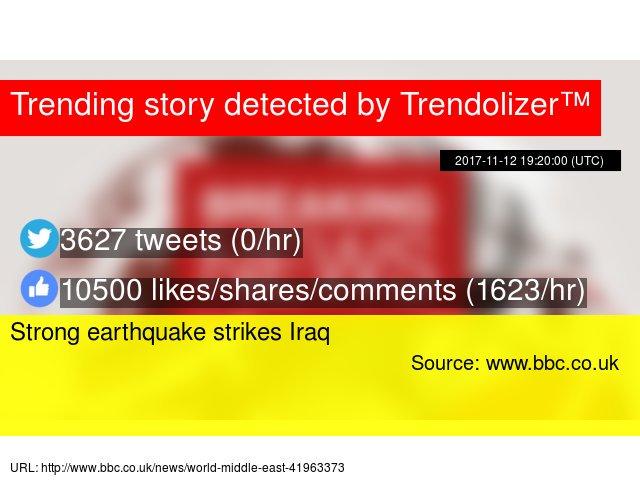 Trending story detected by Trendolizer™
2017-11-12 19:20:00 (UTC)
BREAKING
NEWS
3627 tweets (0/hr)
10500 likes/shares/comments (1623/hr)
Strong earthquake strikes Iraq
Source: www.bbc.co.uk
URL: http://www.bbc.co.uk/news/world-middle-east-41963373